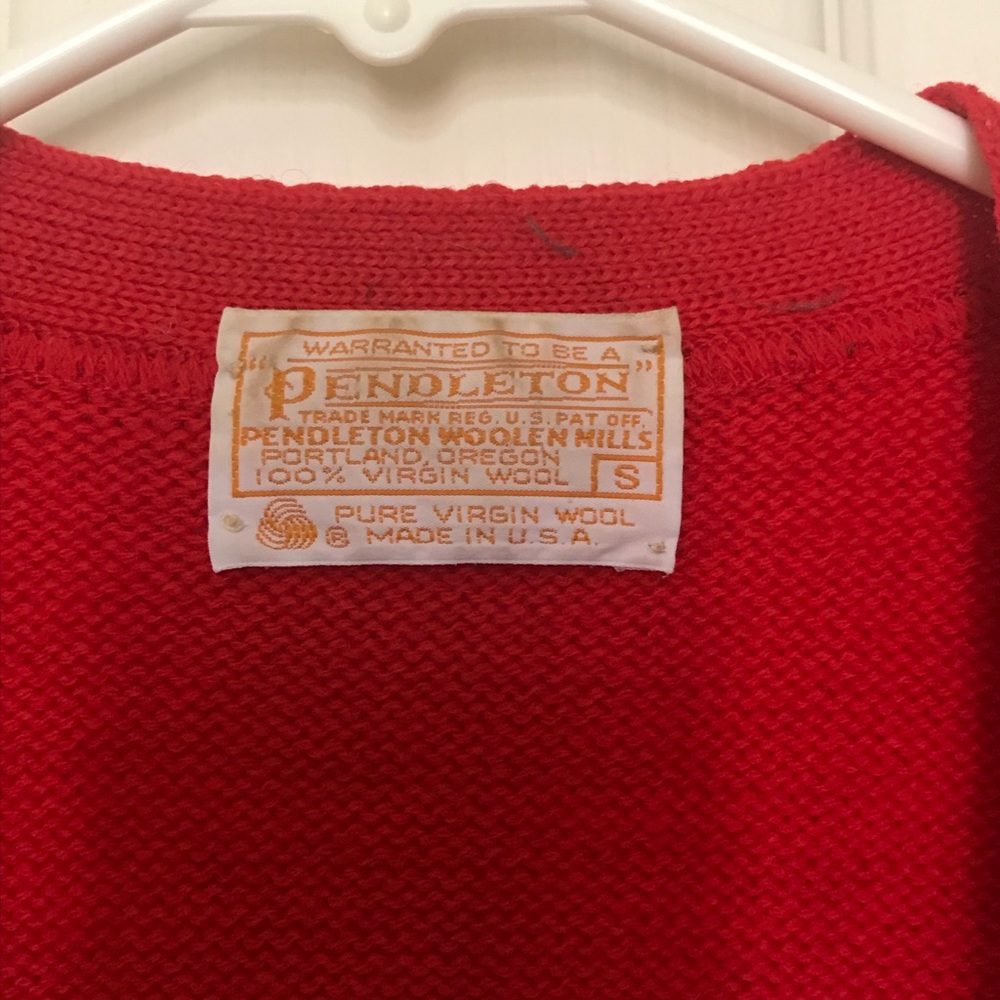 WARRANTED TO BE A
"PENDLETON"
TRADE MARK REG. U.S. PAT OFF.
PENDLETON WOOLEN MILLS
PORTLAND, OREGON
100% VIRGIN WOOL S
PURE VIRGIN WOOL
® MADE IN U.S.A.